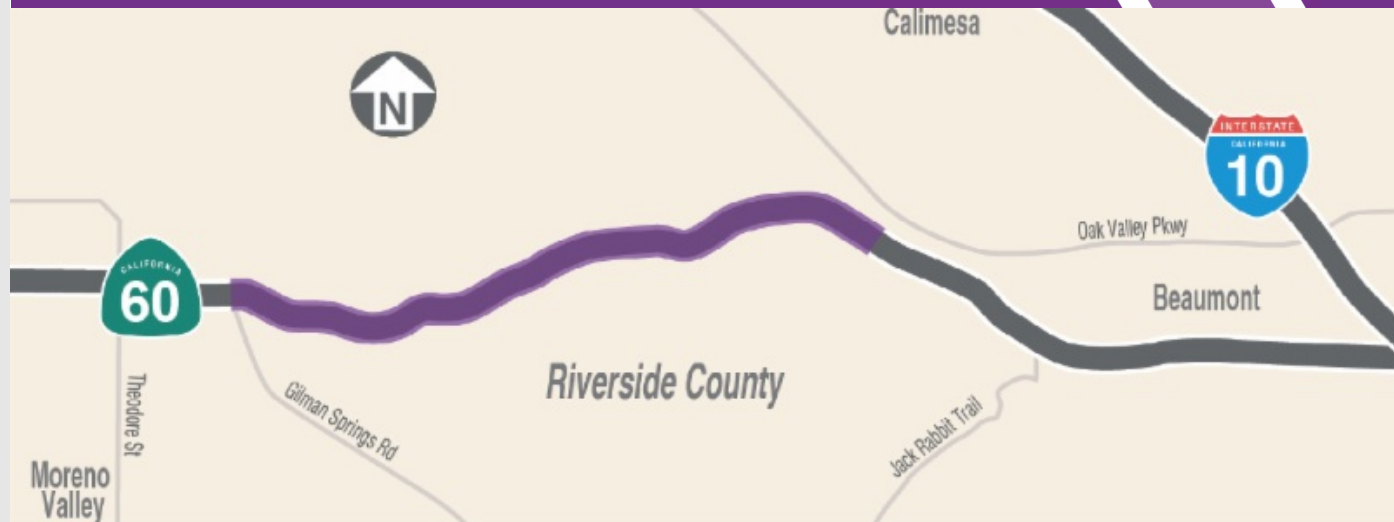 Calimesa
N
INTERSTATE
CALIFORNIA
10
Oak Valley Pkwy
CALIFORNIA
60
Beaumont
Theodore St
Gilman Springs Rd
Riverside County
Jack Rabbit Trail
Moreno
Valley